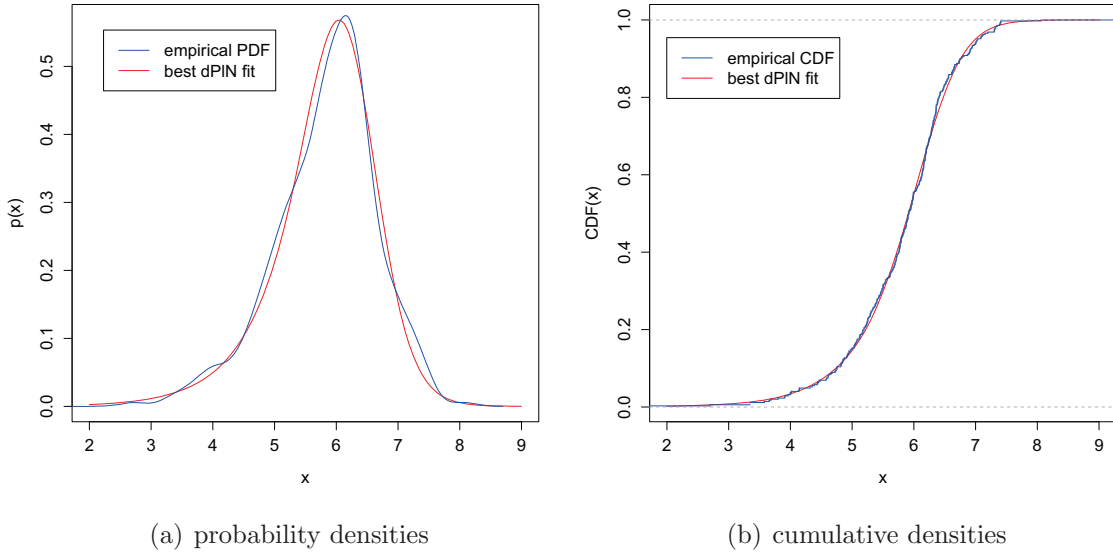 empirical PDF
best dPlN fit
p(x)
0.5
0.4
0.3
0.2
0.1
0.0
2 3 4 5 6 7 8 9
x
(a) probability densities
empirical CDF
best dPlN fit
CDF(x)
1.0
0.8
0.6
0.4
0.2
0.0
2 3 4 5 6 7 8 9
x
(b) cumulative densities